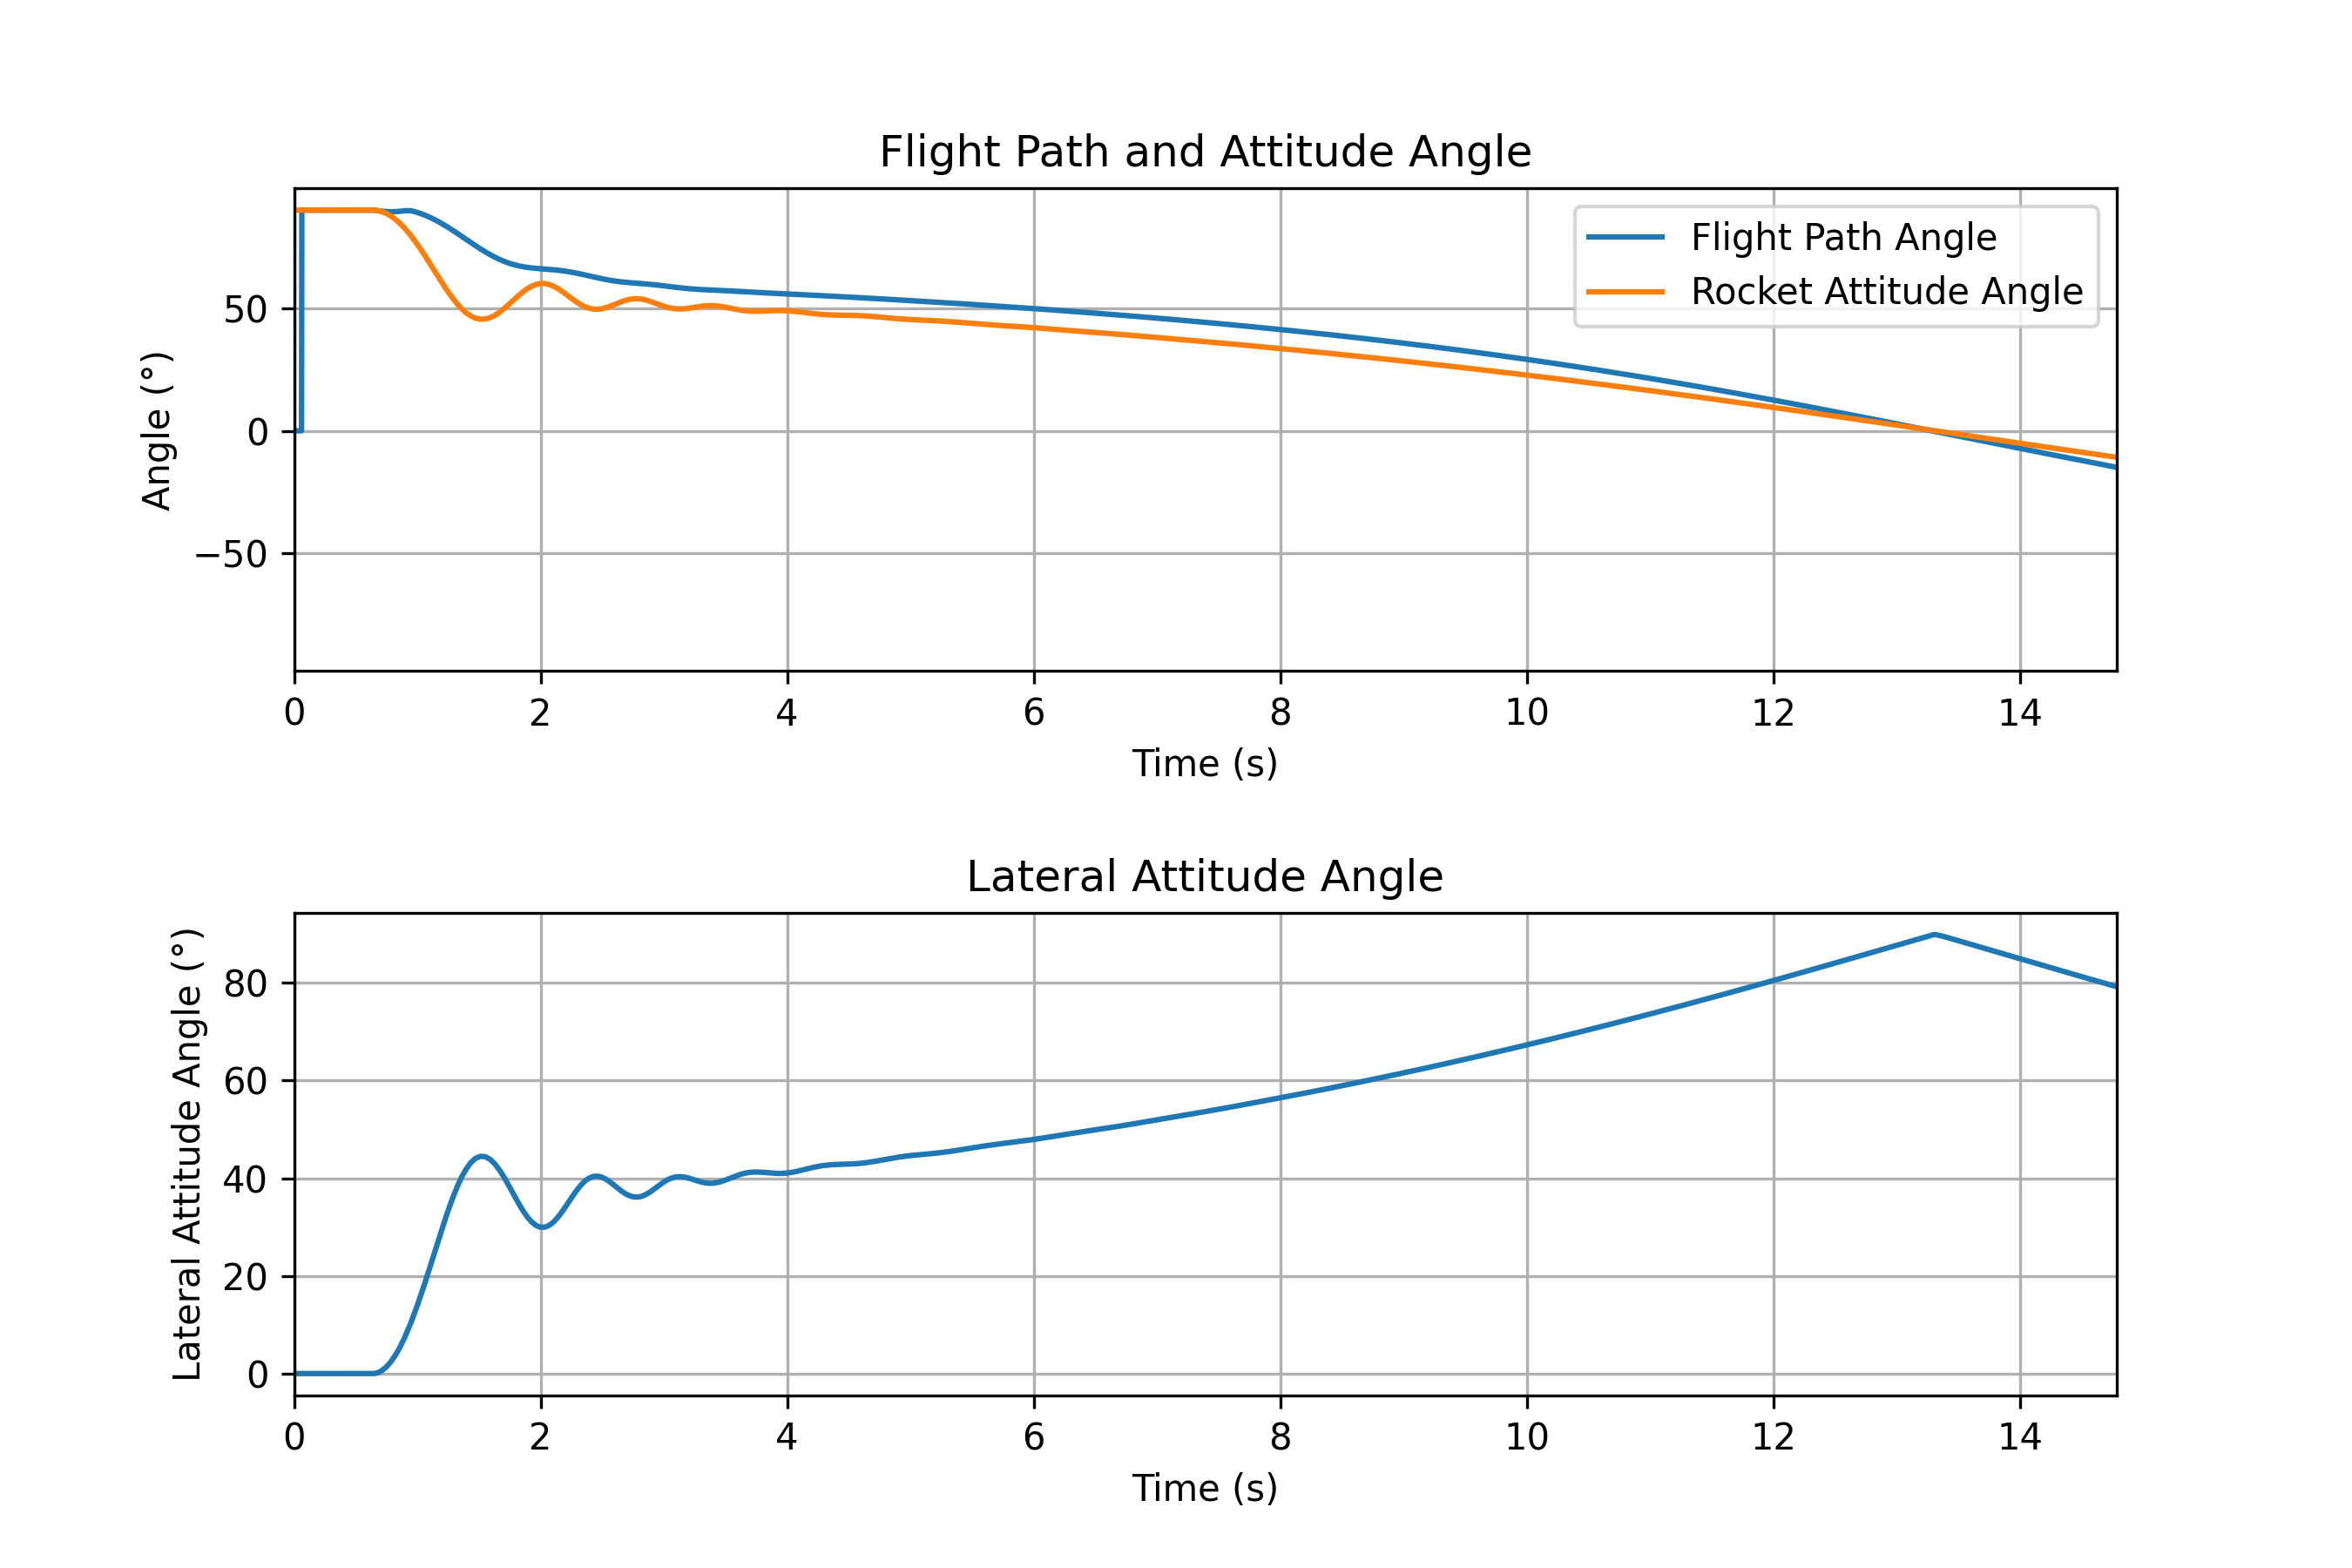 Flight Path and Attitude Angle
Flight Path Angle
Rocket Attitude Angle
50
0
−50
Angle (°)
0 2 4 6 8 10 12 14
Time (s)
Lateral Attitude Angle
80
60
40
20
0
Lateral Attitude Angle (°)
0 2 4 6 8 10 12 14
Time (s)